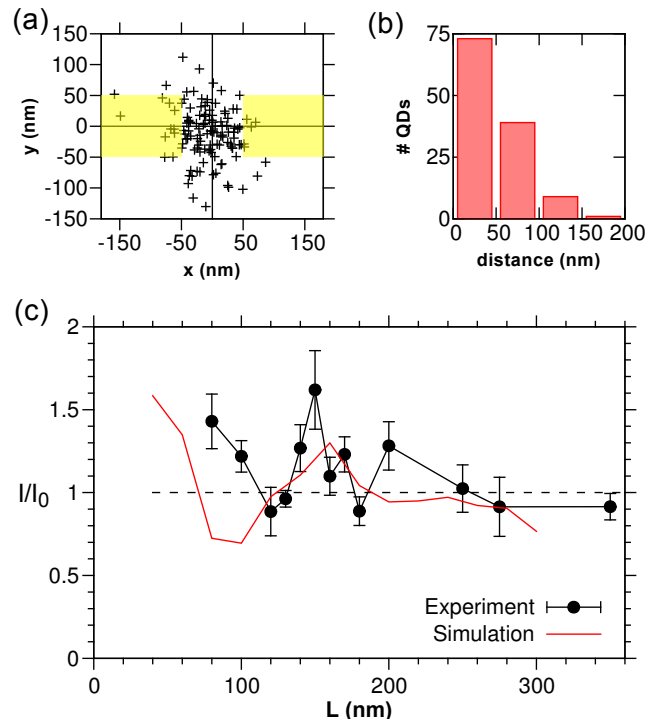 (a)
150
100
50
0
-50
-100
-150
y (nm)
-150
-50
50
150
x (nm)
(b)
75
50
25
0
# QDs
0
50
100
150
200
distance (nm)
(c)
2
1.5
1
0.5
0
I/I0
Experiment
Simulation
0
100
200
300
L (nm)